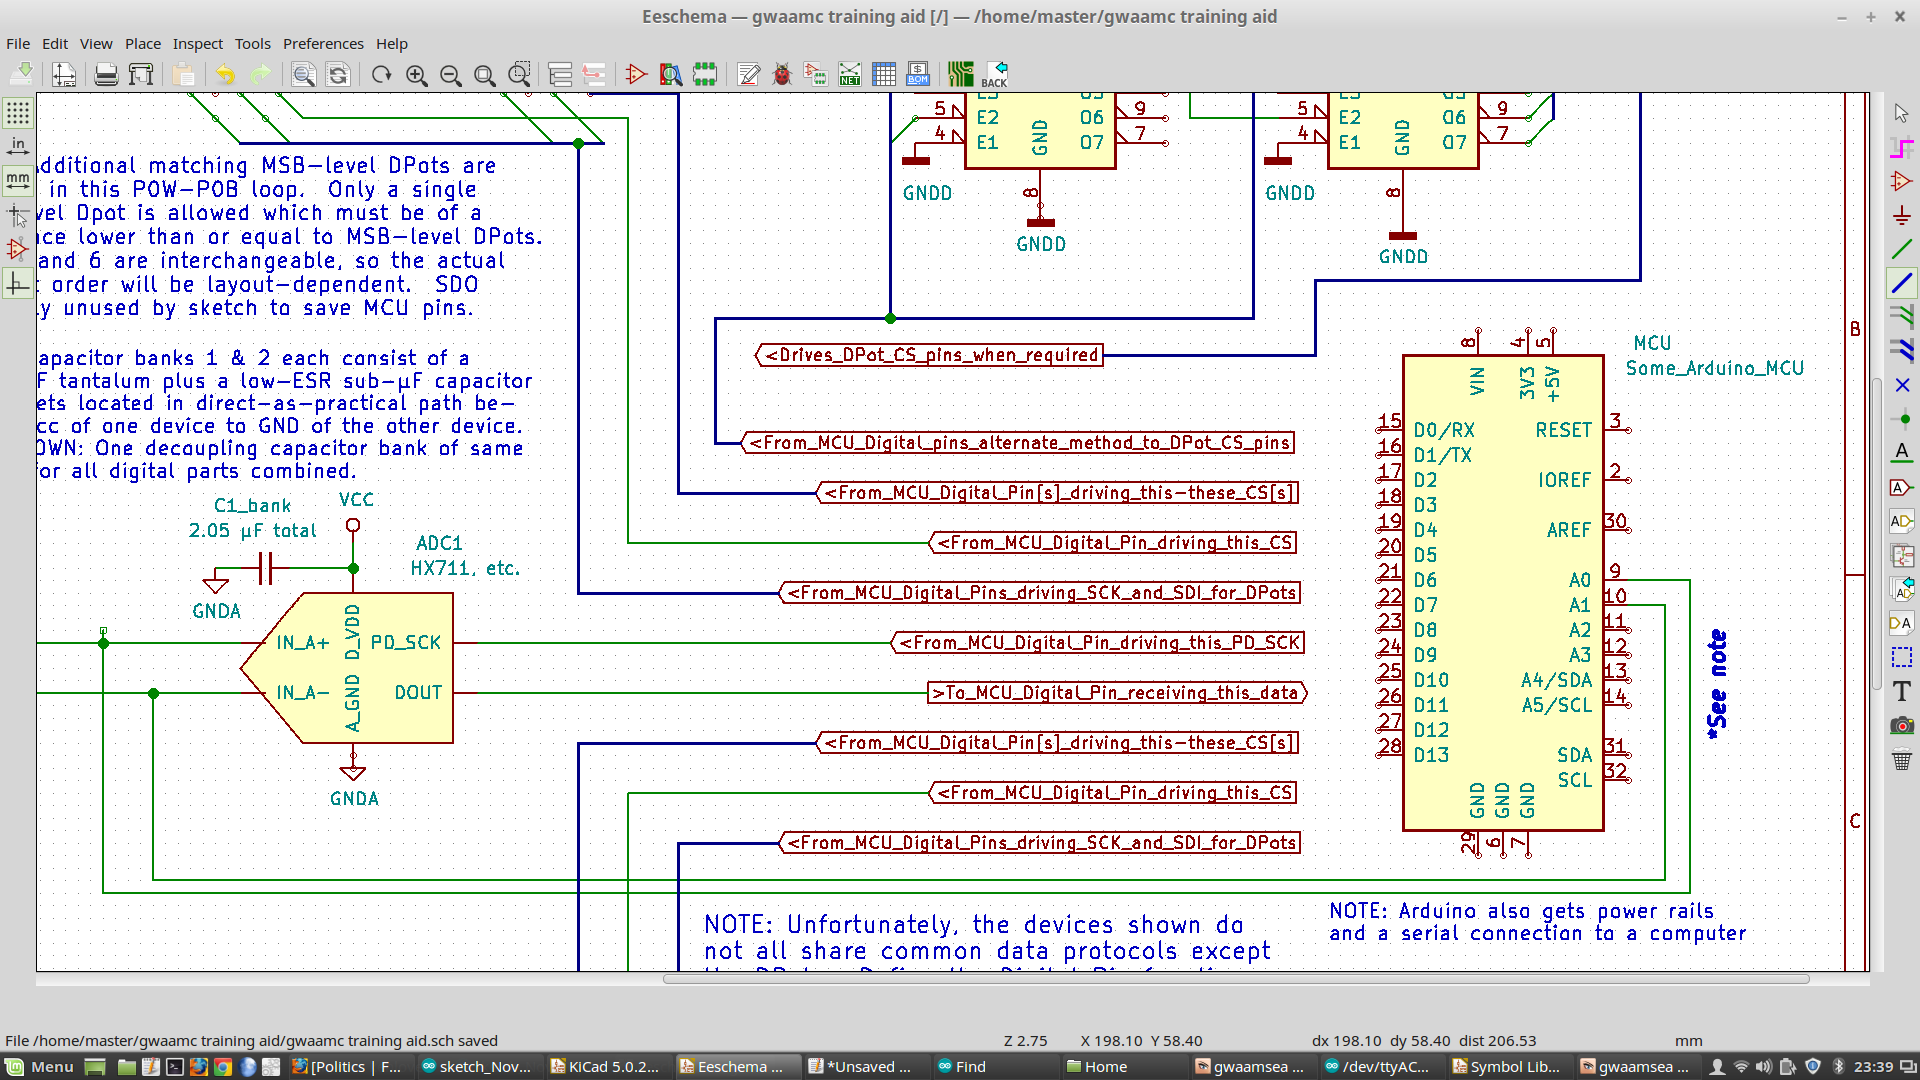 Eeschema — gwaamc training aid [/] — /home/master/gwaamc training aid
File Edit View Place Inspect Tools Preferences Help
NET
BOM
BACK
in
mm
5 E2 O6 9
4 E1 O7 7
GND
8
GNDD
GNDD
5 E2 O6 9
4 E1 O7 7
GND
8
GNDD
GNDD
dditional matching MSB-level DPots are
in this POW-POB loop. Only a single
vel Dpot is allowed which must be of a
ce lower than or equal to MSB-level DPots.
and 6 are interchangeable, so the actual
order will be layout-dependent. SDO
y unused by sketch to save MCU pins.
apacitor banks 1 & 2 each consist of a
F tantalum plus a low-ESR sub-µF capacitor
ets located in direct-as-practical path be-
cc of one device to GND of the other device.
OWN: One decoupling capacitor bank of same
or all digital parts combined.
C1_bank
2.05 µF total
VCC
GNDA
ADC1
HX711, etc.
IN_A+ D_VDD PD_SCK
IN_A- A_GND DOUT
GNDA
<Drives_DPot_CS_pins_when_required
<From_MCU_Digital_pins_alternate_method_to_DPot_CS_pins
<From_MCU_Digital_Pin[s]_driving_this-these_CS[s]
<From_MCU_Digital_Pin_driving_this_CS
<From_MCU_Digital_Pins_driving_SCK_and_SDI_for_DPots
<From_MCU_Digital_Pin_driving_this_PD_SCK
>To_MCU_Digital_Pin_receiving_this_data
<From_MCU_Digital_Pin[s]_driving_this-these_CS[s]
<From_MCU_Digital_Pin_driving_this_CS
<From_MCU_Digital_Pins_driving_SCK_and_SDI_for_DPots
MCU
Some_Arduino_MCU
8 4 5
VIN 3V3 +5V
15 D0/RX RESET 3
16 D1/TX
17 D2 IOREF 2
18 D3
19 D4 AREF 30
20 D5
21 D6 A0 9
22 D7 A1 10
23 D8 A2 11
24 D9 A3 12
25 D10 A4/SDA 13
26 D11 A5/SCL 14
27 D12
28 D13 SDA 31
SCL 32
GND GND GND
29 6 7
*See note
B
C
NOTE: Unfortunately, the devices shown do
not all share common data protocols except
NOTE: Arduino also gets power rails
and a serial connection to a computer
File /home/master/gwaamc training aid/gwaamc training aid.sch saved
Z 2.75 X 198.10 Y 58.40 dx 198.10 dy 58.40 dist 206.53 mm
Menu [Politics | F... sketch_Nov... KiCad 5.0.2... Eeschema ... *Unsaved ... Find Home gwaamsea ... /dev/ttyAC... Symbol Lib... gwaamsea ... 23:39